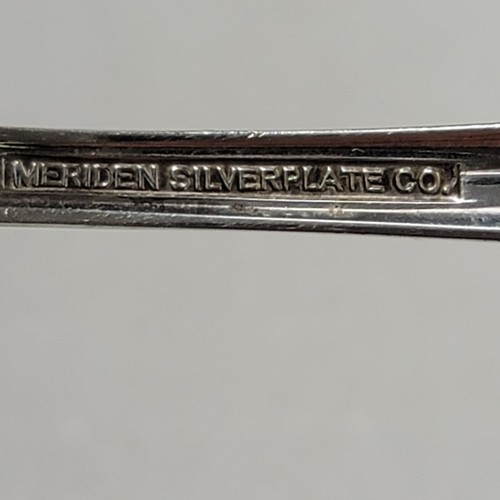 MERIDEN SILVERPLATE CO.